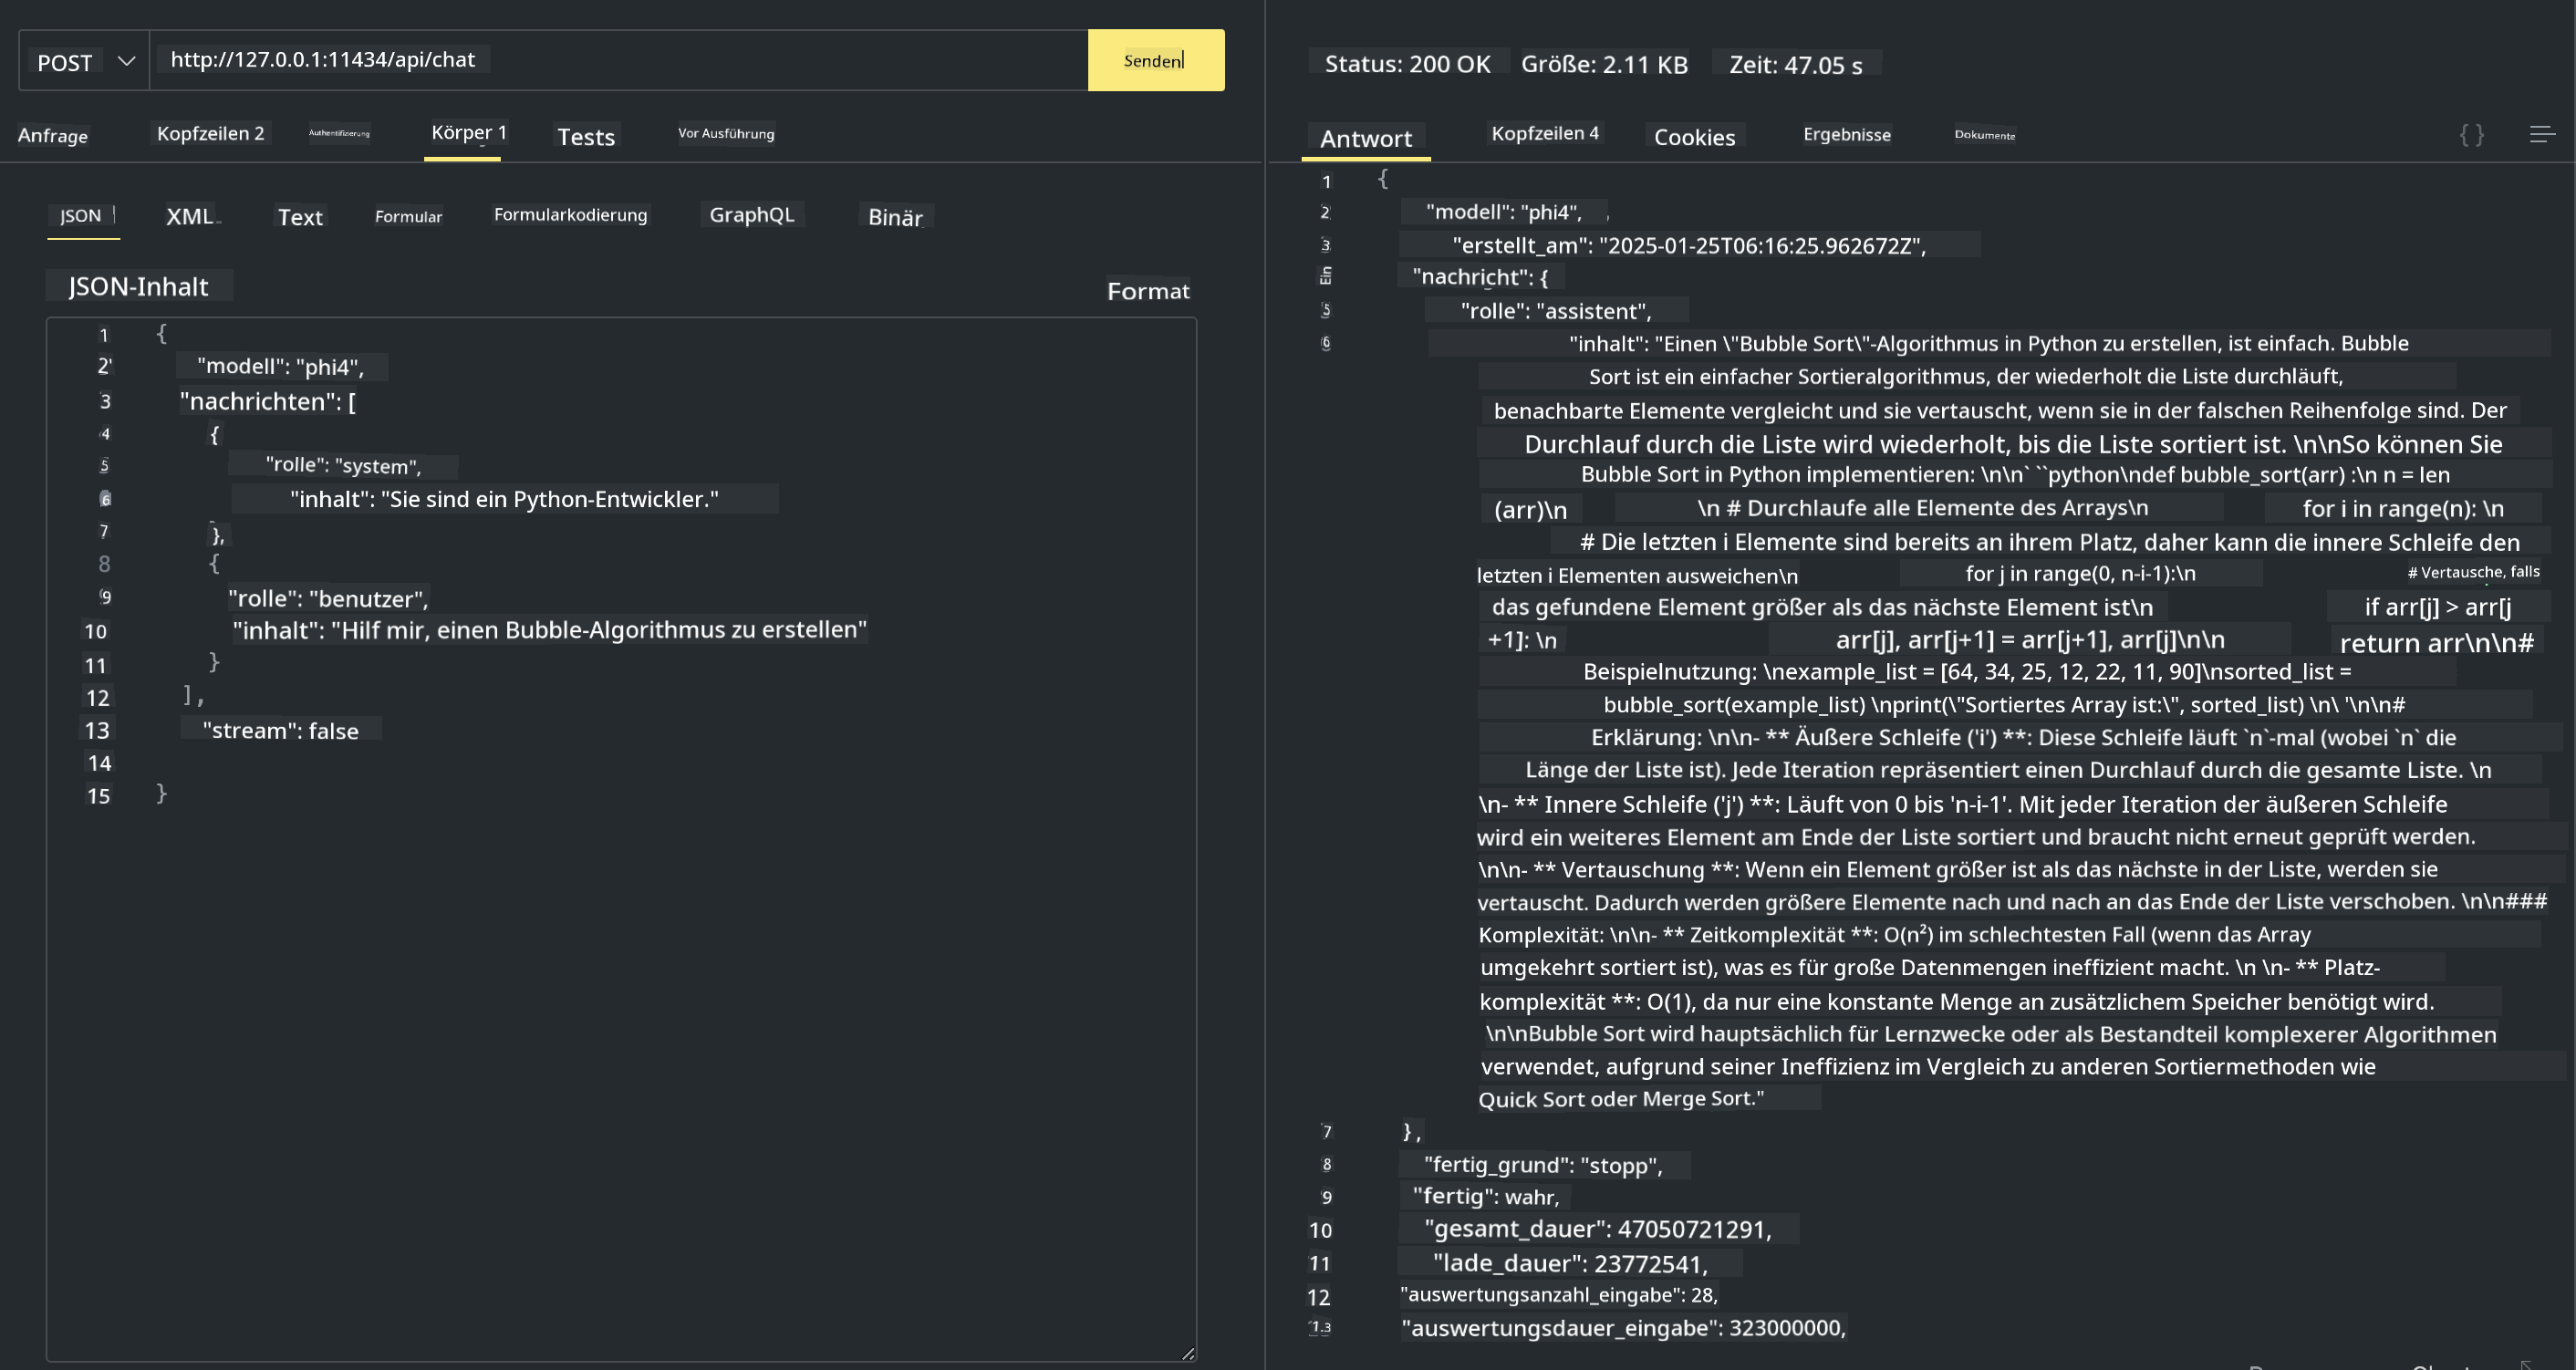 POST http://127.0.0.1:11434/api/chat Senden
Anfrage Kopfzeilen 2 Authentifizierung Körper 1 Tests Vor Ausführung
JSON XML Text Formular Formularkodierung GraphQL Binär
JSON-Inhalt Format
1 {
2 "modell": "phi4",
3 "nachrichten": [
4 {
5 "rolle": "system",
6 "inhalt": "Sie sind ein Python-Entwickler."
7 },
8 {
9 "rolle": "benutzer",
10 "inhalt": "Hilf mir, einen Bubble-Algorithmus zu erstellen"
11 }
12 ],
13 "stream": false
14
15 }
Status: 200 OK Größe: 2.11 KB Zeit: 47.05 s
Antwort Kopfzeilen 4 Cookies Ergebnisse Dokumente { }
1 {
2 "modell": "phi4",
3 "erstellt_am": "2025-01-25T06:16:25.962672Z",
Ein "nachricht": {
5 "rolle": "assistent",
6 "inhalt": "Einen \"Bubble Sort\"-Algorithmus in Python zu erstellen, ist einfach. Bubble
Sort ist ein einfacher Sortieralgorithmus, der wiederholt die Liste durchläuft,
benachbarte Elemente vergleicht und sie vertauscht, wenn sie in der falschen Reihenfolge sind. Der
Durchlauf durch die Liste wird wiederholt, bis die Liste sortiert ist. \n\nSo können Sie
Bubble Sort in Python implementieren: \n\n` ``python\ndef bubble_sort(arr) :\n n = len
(arr)\n \n # Durchlaufe alle Elemente des Arrays\n for i in range(n): \n
# Die letzten i Elemente sind bereits an ihrem Platz, daher kann die innere Schleife den
letzten i Elementen ausweichen\n for j in range(0, n-i-1):\n # Vertausche, falls
das gefundene Element größer als das nächste Element ist\n if arr[j] > arr[j
+1]: \n arr[j], arr[j+1] = arr[j+1], arr[j]\n\n return arr\n\n#
Beispielnutzung: \nexample_list = [64, 34, 25, 12, 22, 11, 90]\nsorted_list =
bubble_sort(example_list) \nprint(\"Sortiertes Array ist:\", sorted_list) \n\ '\n\n#
Erklärung: \n\n- ** Äußere Schleife ('i') **: Diese Schleife läuft `n`-mal (wobei `n` die
Länge der Liste ist). Jede Iteration repräsentiert einen Durchlauf durch die gesamte Liste. \n
\n- ** Innere Schleife ('j') **: Läuft von 0 bis 'n-i-1'. Mit jeder Iteration der äußeren Schleife
wird ein weiteres Element am Ende der Liste sortiert und braucht nicht erneut geprüft werden.
\n\n- ** Vertauschung **: Wenn ein Element größer ist als das nächste in der Liste, werden sie
vertauscht. Dadurch werden größere Elemente nach und nach an das Ende der Liste verschoben. \n\n###
Komplexität: \n\n- ** Zeitkomplexität **: O(n²) im schlechtesten Fall (wenn das Array
umgekehrt sortiert ist), was es für große Datenmengen ineffizient macht. \n \n- ** Platz-
komplexität **: O(1), da nur eine konstante Menge an zusätzlichem Speicher benötigt wird.
\n\nBubble Sort wird hauptsächlich für Lernzwecke oder als Bestandteil komplexerer Algorithmen
verwendet, aufgrund seiner Ineffizienz im Vergleich zu anderen Sortiermethoden wie
Quick Sort oder Merge Sort."
7 },
8 "fertig_grund": "stopp",
9 "fertig": wahr,
10 "gesamt_dauer": 47050721291,
11 "lade_dauer": 23772541,
12 "auswertungsanzahl_eingabe": 28,
1.3 "auswertungsdauer_eingabe": 323000000,